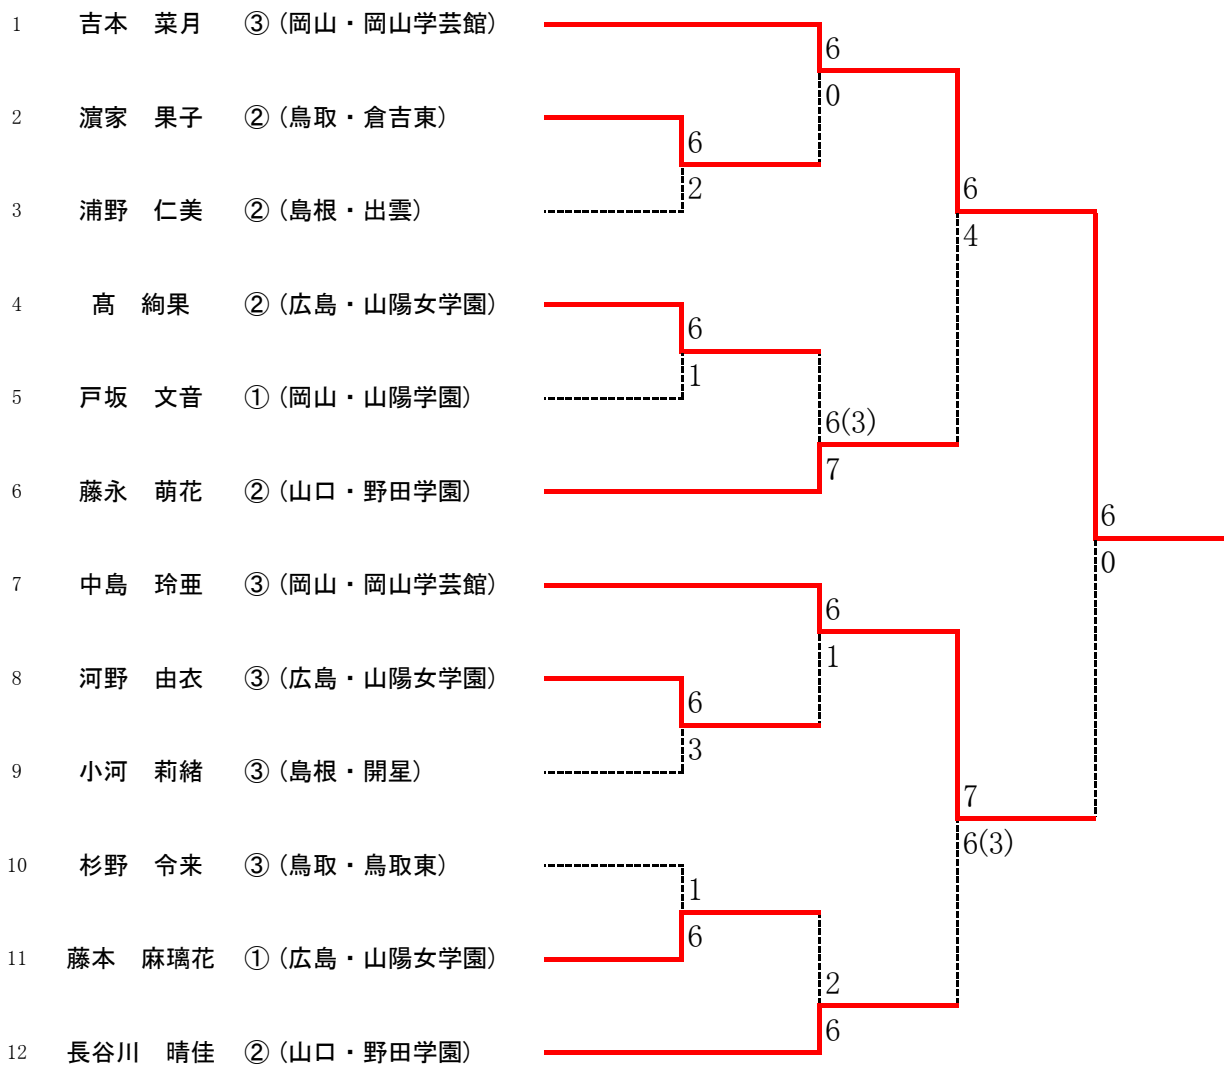 1 吉本 菜月 ③ (岡山・岡山学芸館)
6
0
2 濵家 果子 ② (鳥取・倉吉東)
6
2
3 浦野 仁美 ② (島根・出雲)
6
4
4 髙 絢果 ② (広島・山陽女学園)
6
1
5 戸坂 文音 ① (岡山・山陽学園)
6(3)
7
6 藤永 萌花 ② (山口・野田学園)
6
0
7 中島 玲亜 ③ (岡山・岡山学芸館)
6
1
8 河野 由衣 ③ (広島・山陽女学園)
6
3
9 小河 莉緒 ③ (島根・開星)
7
6(3)
10 杉野 令来 ③ (鳥取・鳥取東)
1
6
11 藤本 麻璃花 ① (広島・山陽女学園)
2
6
12 長谷川 晴佳 ② (山口・野田学園)